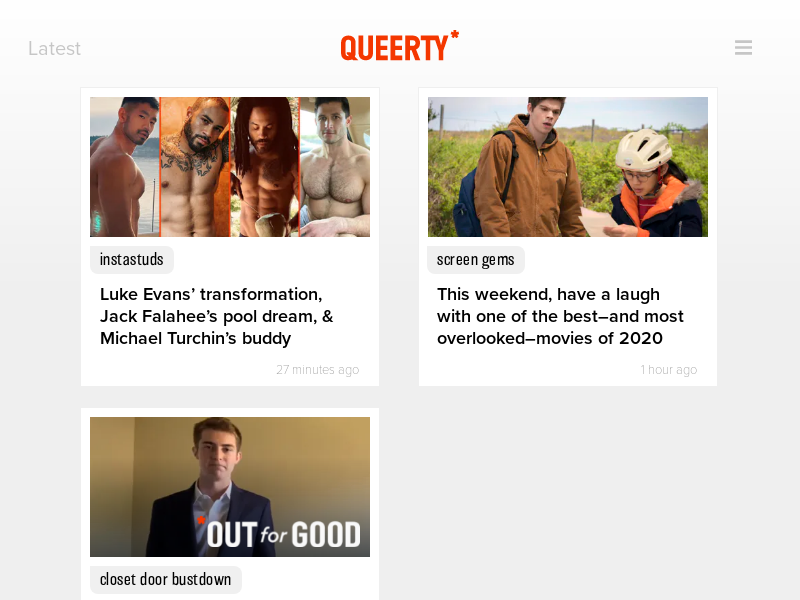 Latest
QUEERTY*
instastuds
Luke Evans’ transformation,
Jack Falahee’s pool dream, &
Michael Turchin’s buddy
27 minutes ago
screen gems
This weekend, have a laugh
with one of the best–and most
overlooked–movies of 2020
1 hour ago
*OUT for GOOD
closet door bustdown